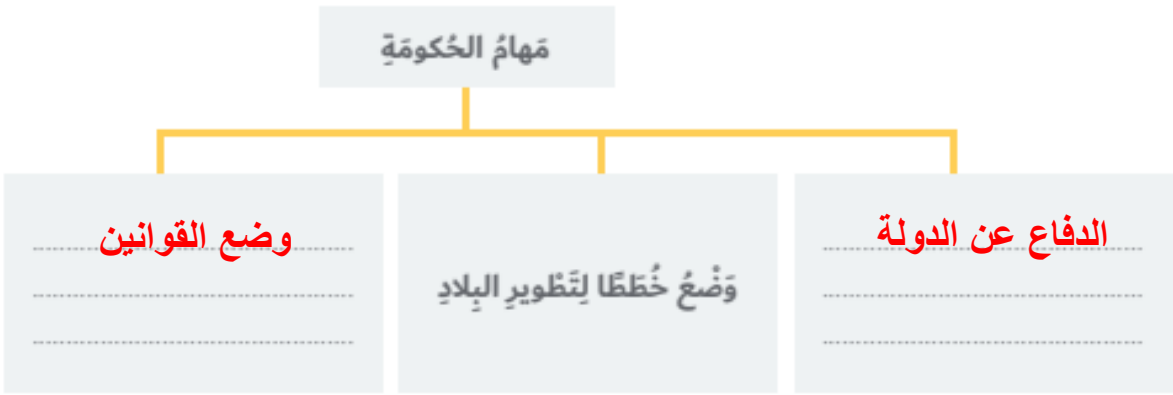 مَهامُ الحُكومَةِ
الدفاع عن الدولة
وَضْعُ خُطَطًا لِتَطْويرِ البِلادِ
وضع القوانين